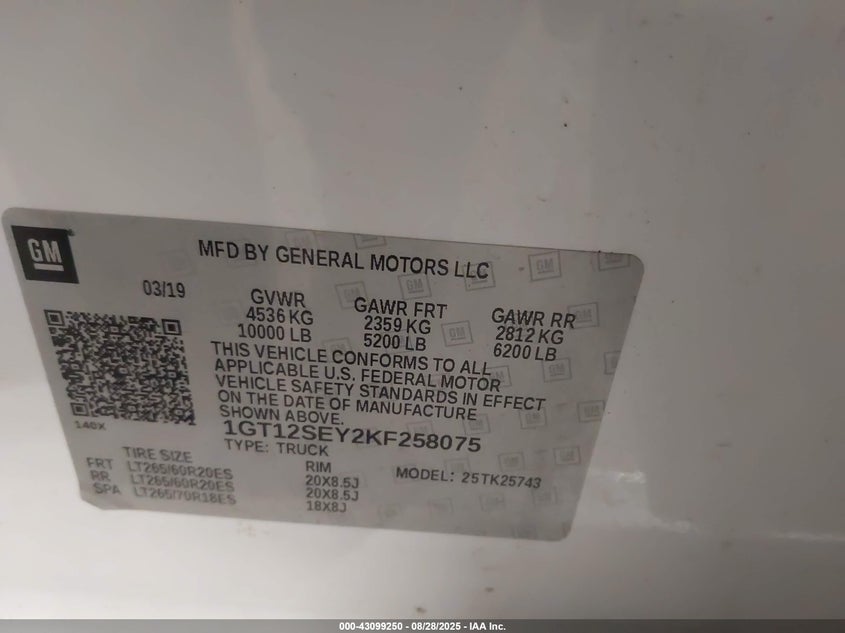 GM
MFD BY GENERAL MOTORS LLC
03/19
GVWR
4536 KG
10000 LB
GAWR FRT
2359 KG
5200 LB
GAWR RR
2812 KG
6200 LB
THIS VEHICLE CONFORMS TO ALL
APPLICABLE U.S. FEDERAL MOTOR
VEHICLE SAFETY STANDARDS IN EFFECT
ON THE DATE OF MANUFACTURE
SHOWN ABOVE.
140X
1GT12SEY2KF258075
TYPE: TRUCK
MODEL: 25TK25743
TIRE SIZE RIM
FRT LT265/60R20ES 20X8.5J
RR LT265/60R20ES 20X8.5J
SPA LT265/70R18ES 18X8J
000-43099250 - 08/28/2025 - IAA Inc.